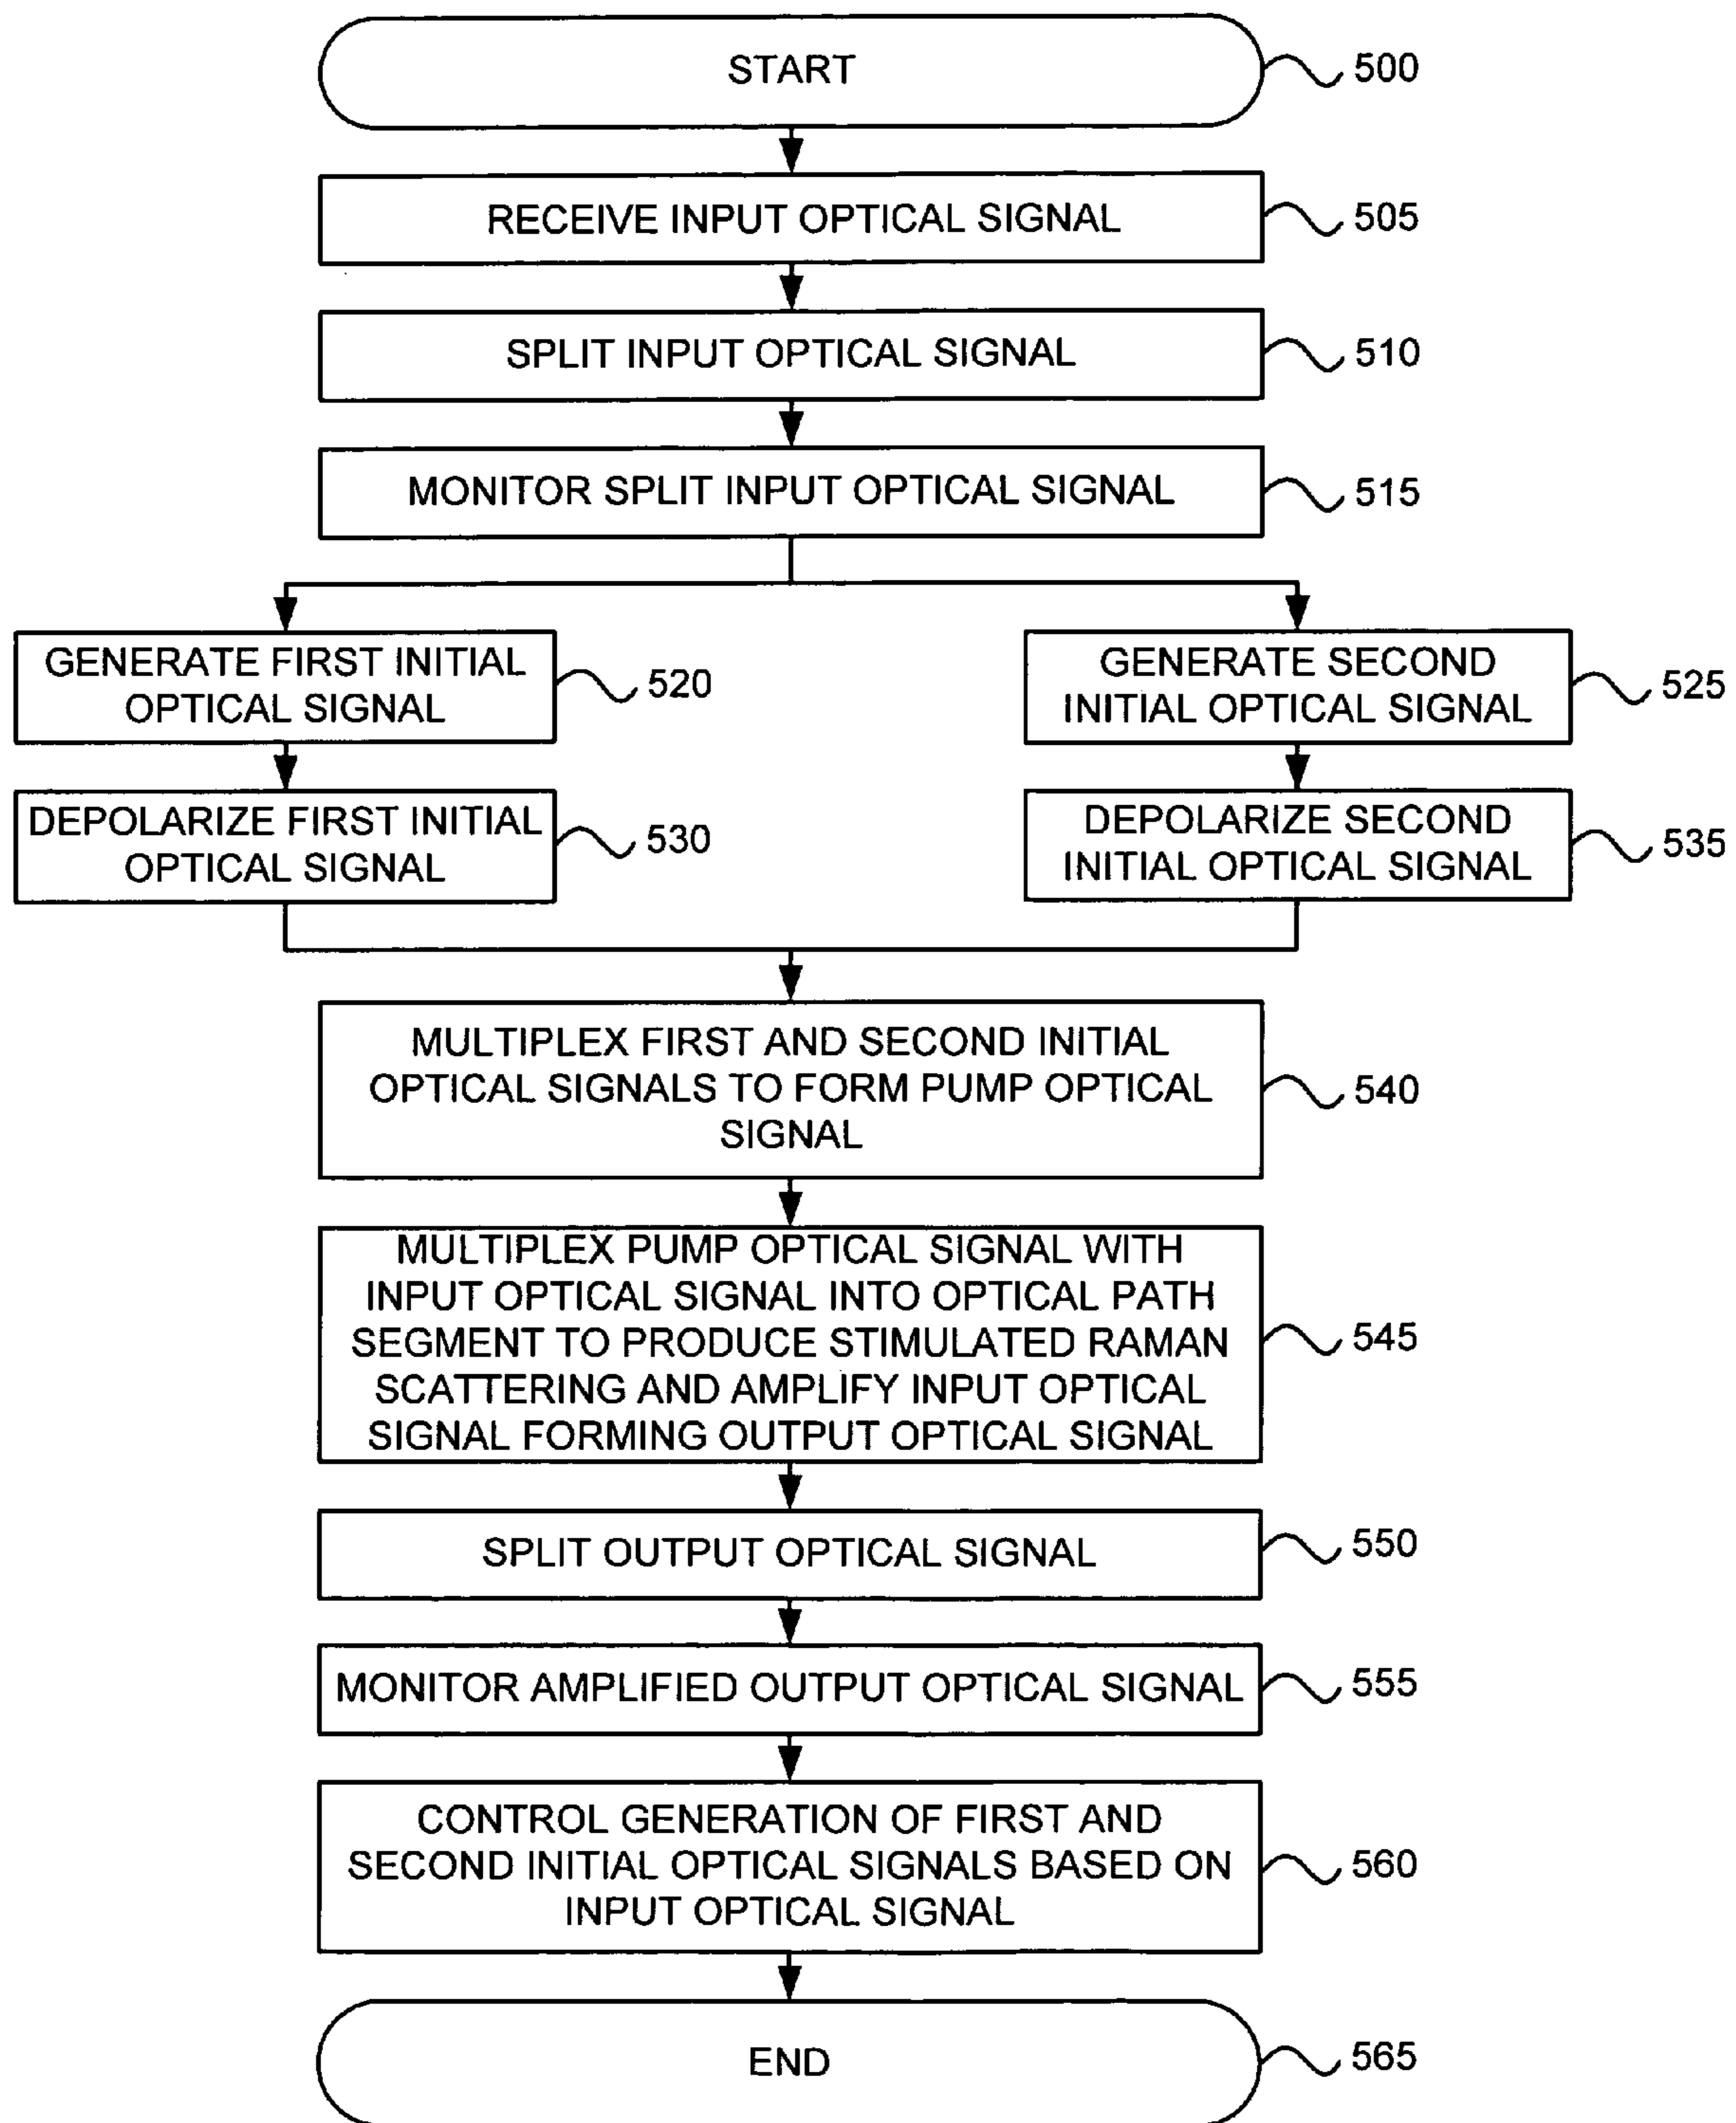 START
500
RECEIVE INPUT OPTICAL SIGNAL
505
SPLIT INPUT OPTICAL SIGNAL
510
MONITOR SPLIT INPUT OPTICAL SIGNAL
515
GENERATE FIRST INITIAL
OPTICAL SIGNAL
520
GENERATE SECOND
INITIAL OPTICAL SIGNAL
525
DEPOLARIZE FIRST INITIAL
OPTICAL SIGNAL
530
DEPOLARIZE SECOND
INITIAL OPTICAL SIGNAL
535
MULTIPLEX FIRST AND SECOND INITIAL
OPTICAL SIGNALS TO FORM PUMP OPTICAL
SIGNAL
540
MULTIPLEX PUMP OPTICAL SIGNAL WITH
INPUT OPTICAL SIGNAL INTO OPTICAL PATH
SEGMENT TO PRODUCE STIMULATED RAMAN
SCATTERING AND AMPLIFY INPUT OPTICAL
SIGNAL FORMING OUTPUT OPTICAL SIGNAL
545
SPLIT OUTPUT OPTICAL SIGNAL
550
MONITOR AMPLIFIED OUTPUT OPTICAL SIGNAL
555
CONTROL GENERATION OF FIRST AND
SECOND INITIAL OPTICAL SIGNALS BASED ON
INPUT OPTICAL SIGNAL
560
END
565